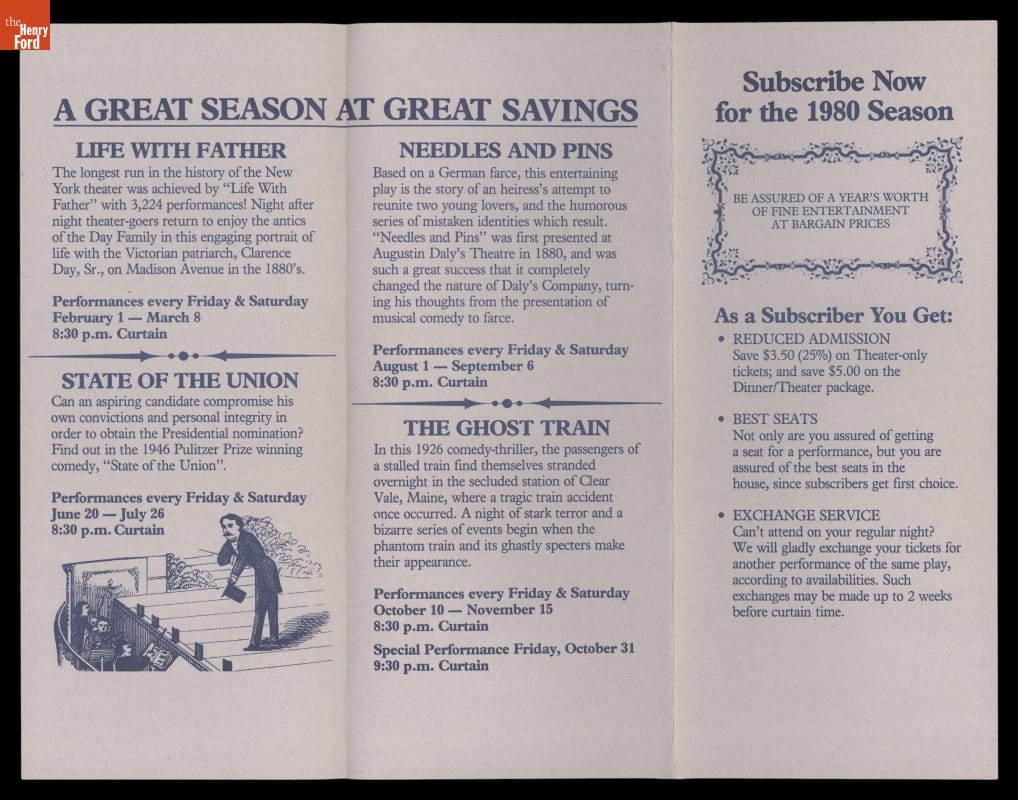 the
Henry
Ford
A GREAT SEASON AT GREAT SAVINGS
LIFE WITH FATHER
The longest run in the history of the New
York theater was achieved by “Life With
Father” with 3,224 performances! Night after
night theater-goers return to enjoy the antics
of the Day Family in this engaging portrait of
life with the Victorian patriarch, Clarence
Day, Sr., on Madison Avenue in the 1880’s.
Performances every Friday & Saturday
February 1 — March 8
8:30 p.m. Curtain
STATE OF THE UNION
Can an aspiring candidate compromise his
own convictions and personal integrity in
order to obtain the Presidential nomination?
Find out in the 1946 Pulitzer Prize winning
comedy, “State of the Union”.
Performances every Friday & Saturday
June 20 — July 26
8:30 p.m. Curtain
NEEDLES AND PINS
Based on a German farce, this entertaining
play is the story of an heiress’s attempt to
reunite two young lovers, and the humorous
series of mistaken identities which result.
“Needles and Pins” was first presented at
Augustin Daly’s Theatre in 1880, and was
such a great success that it completely
changed the nature of Daly’s Company, turn-
ing his thoughts from the presentation of
musical comedy to farce.
Performances every Friday & Saturday
August 1 — September 6
8:30 p.m. Curtain
THE GHOST TRAIN
In this 1926 comedy-thriller, the passengers of
a stalled train find themselves stranded
overnight in the secluded station of Clear
Vale, Maine, where a tragic train accident
once occurred. A night of stark terror and a
bizarre series of events begin when the
phantom train and its ghastly specters make
their appearance.
Performances every Friday & Saturday
October 10 — November 15
8:30 p.m. Curtain
Special Performance Friday, October 31
9:30 p.m. Curtain
Subscribe Now
for the 1980 Season
BE ASSURED OF A YEAR’S WORTH
OF FINE ENTERTAINMENT
AT BARGAIN PRICES
As a Subscriber You Get:
• REDUCED ADMISSION
Save $3.50 (25%) on Theater-only
tickets; and save $5.00 on the
Dinner/Theater package.
• BEST SEATS
Not only are you assured of getting
a seat for a performance, but you are
assured of the best seats in the
house, since subscribers get first choice.
• EXCHANGE SERVICE
Can’t attend on your regular night?
We will gladly exchange your tickets for
another performance of the same play,
according to availabilities. Such
exchanges may be made up to 2 weeks
before curtain time.